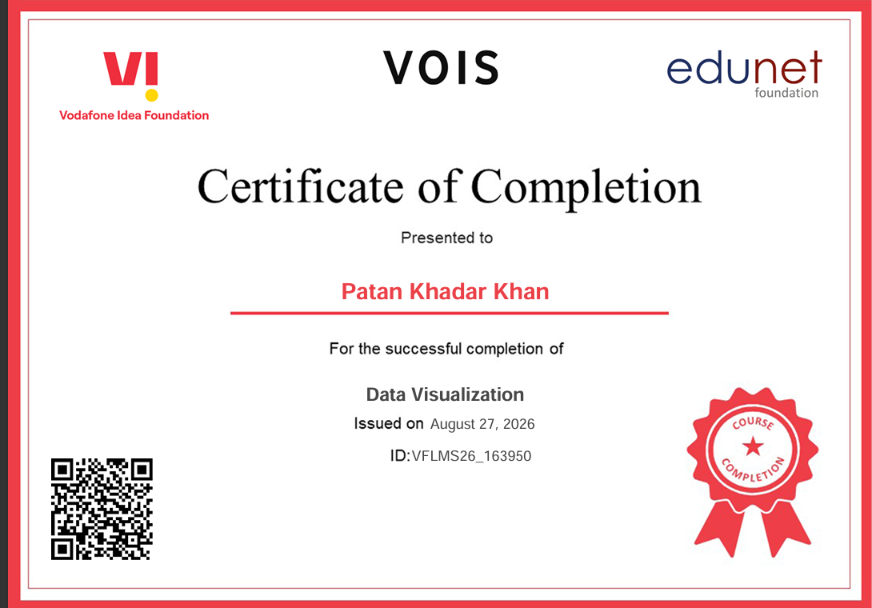 VI
Vodafone Idea Foundation
VOIS
edunet
foundation
Certificate of Completion
Presented to
Patan Khadar Khan
For the successful completion of
Data Visualization
Issued on August 27, 2026
ID:VFLMS26_163950
COURSE
COMPLETION